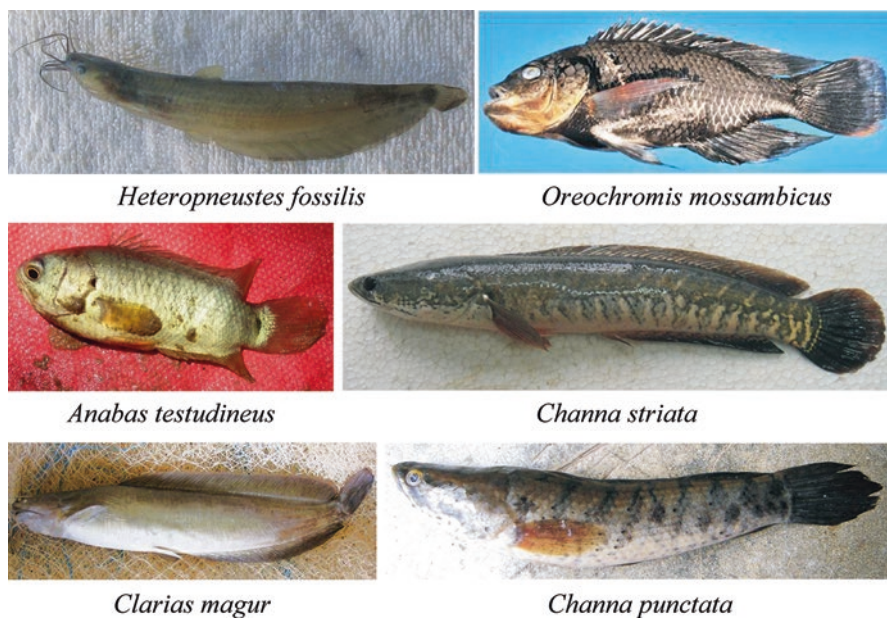 Heteropneustes fossilis
Oreochromis mossambicus
Anabas testudineus
Channa striata
Clarias magur
Channa punctata